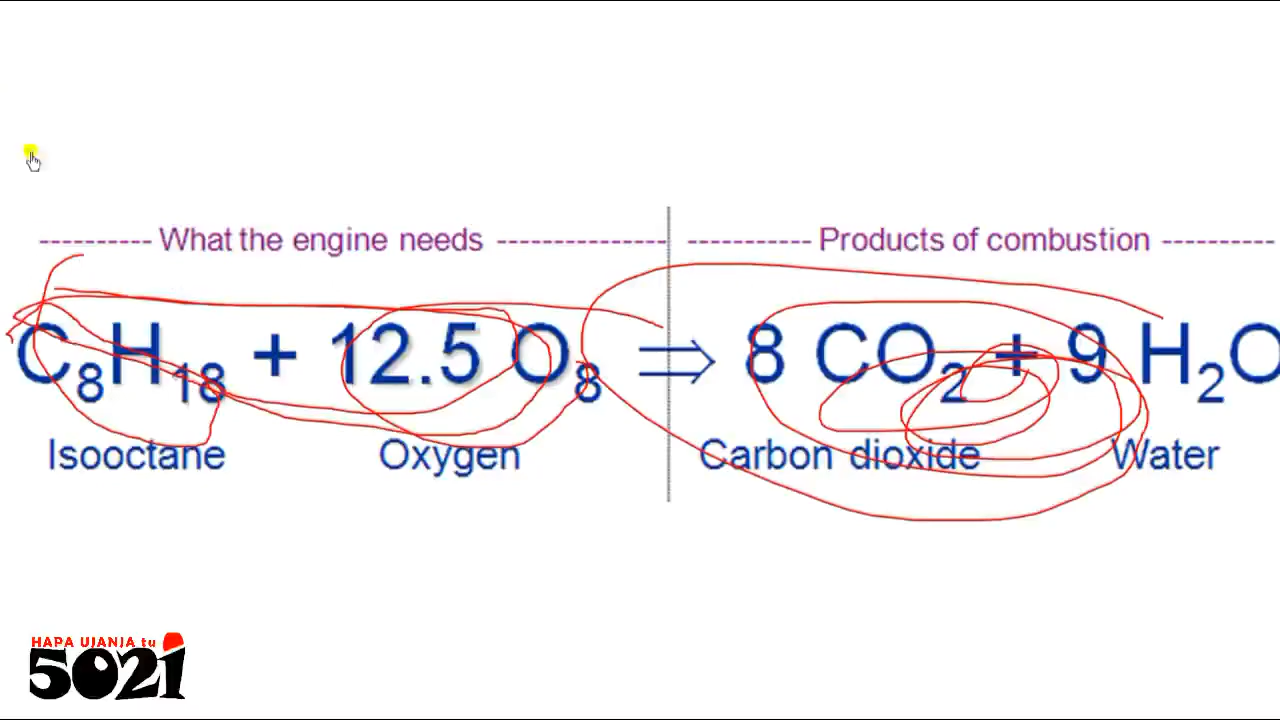 ---------- What the engine needs --------------- ----------- Products of combustion ----------
C₈H₁₈ + 12.5 O₈ ⇒ 8 CO₂ + 9 H₂O
Isooctane Oxygen Carbon dioxide Water
HAPA UJANJA tu
5021